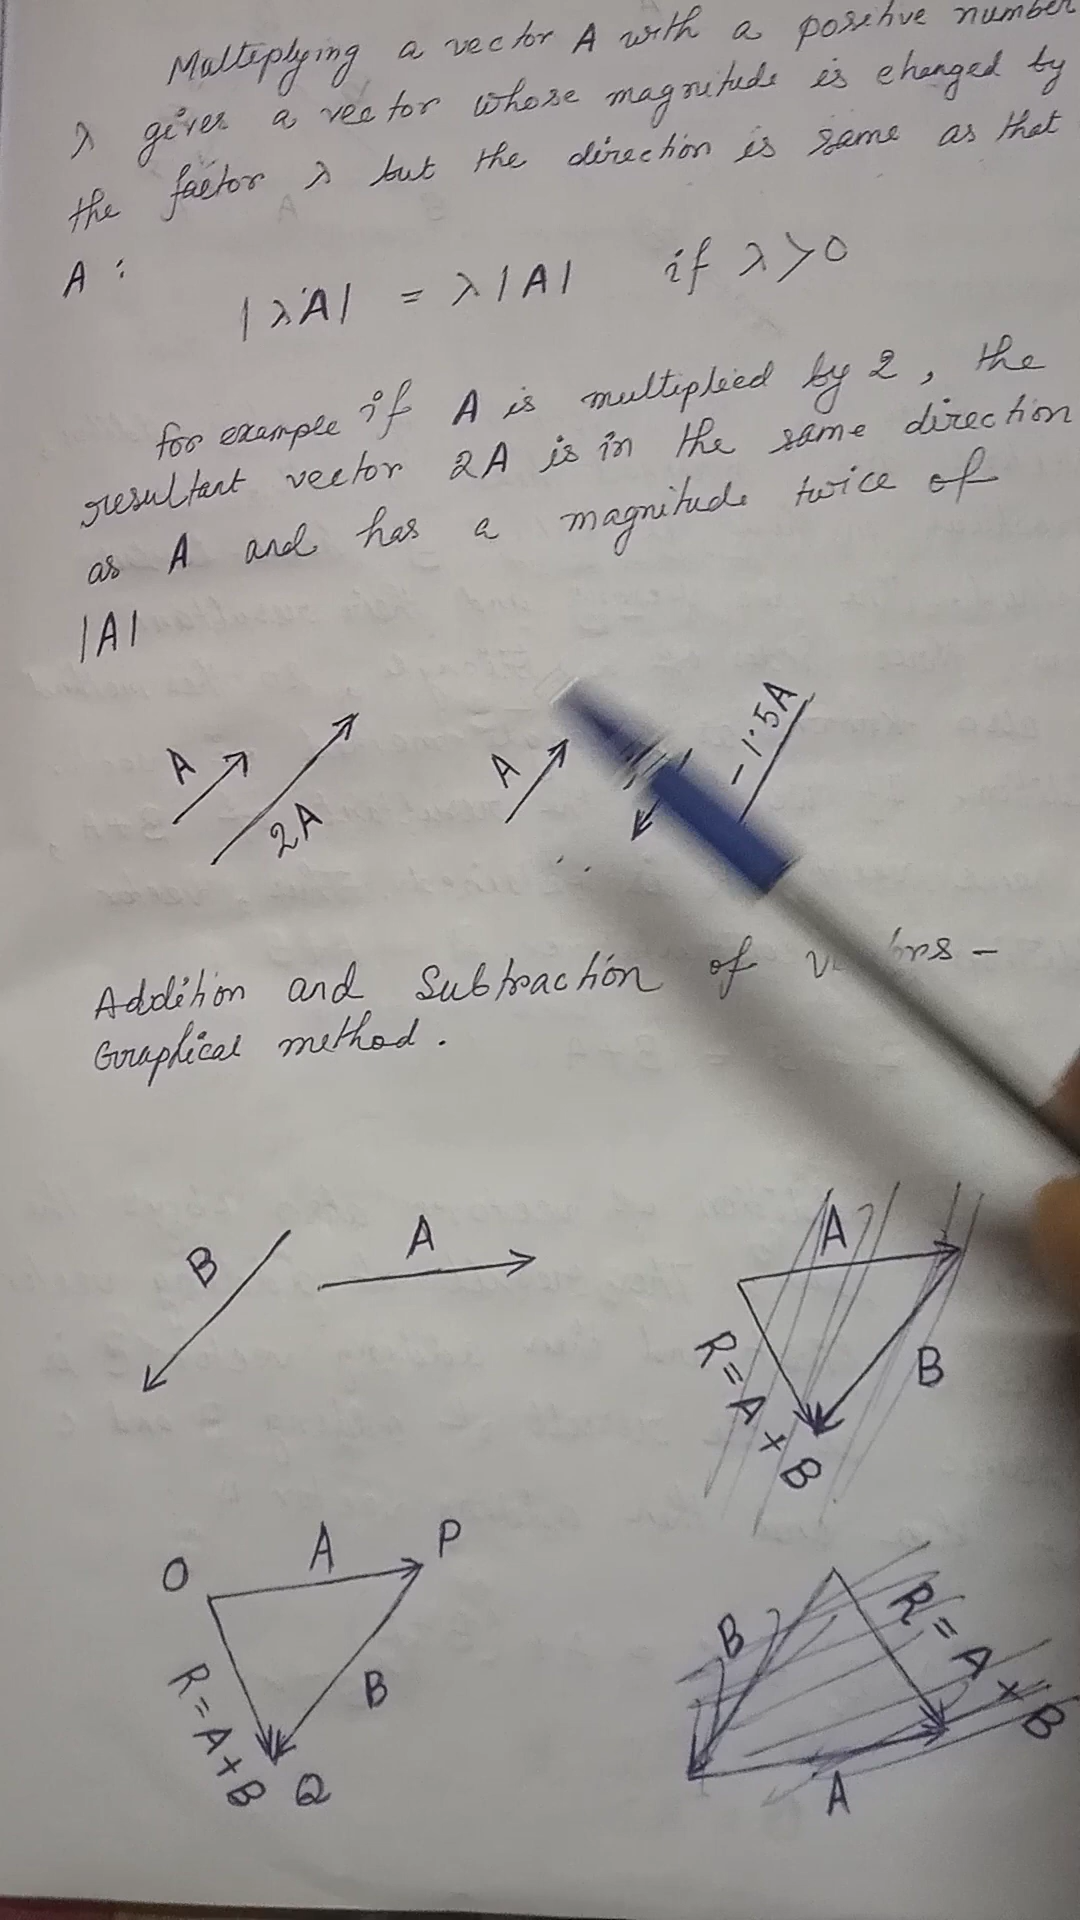 Multiplying a vector A with a positive number
λ gives a vector whose magnitude is changed by
the factor λ but the direction is same as that
A :
|λA| = λ|A| if λ>0
for example if A is multiplied by 2, the
resultant vector 2A is in the same direction
as A and has a magnitude twice of
|A|
A
2A
A
-1.5A
Addition and Subtraction of
Graphical method.
B
A
A
B
R=A+B
O
A
P
B
R=A+B
Q
B
R=A+B
A